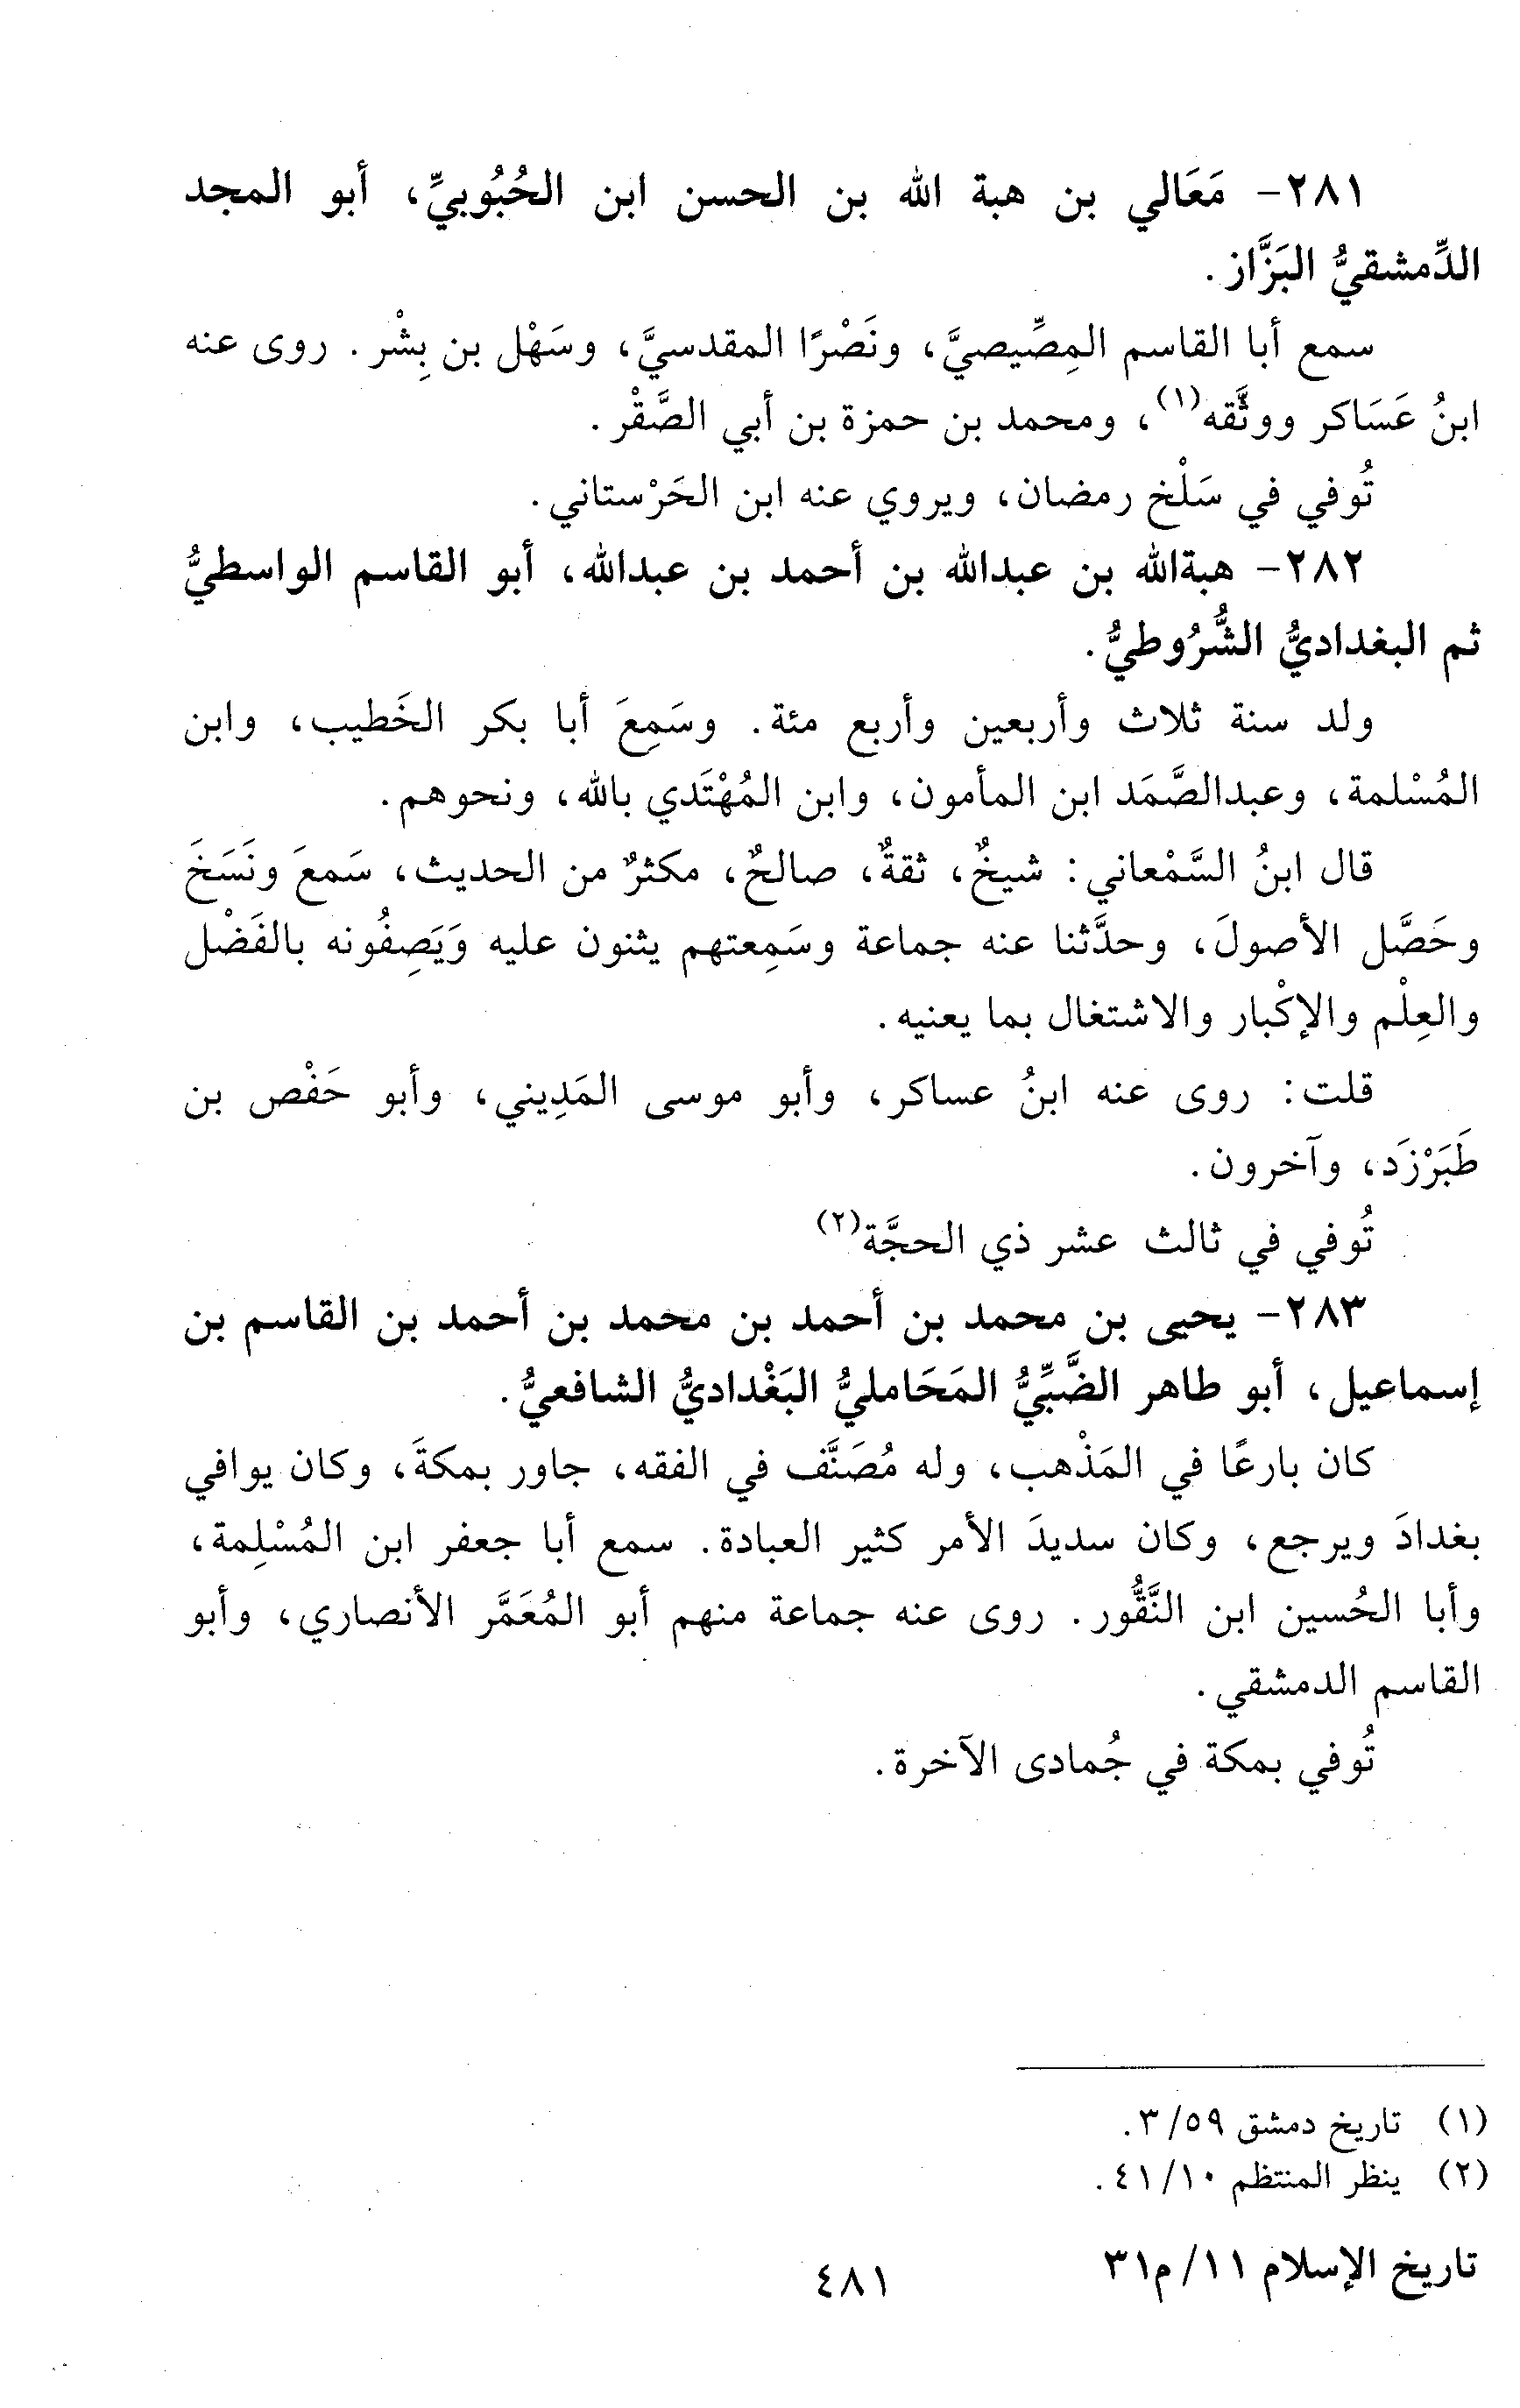 ٢٨١- مَعَالي بن هبة الله بن الحسن ابن الحُبُوبيِّ، أبو المجد
الدِّمشقيُّ البَزَّاز.
سمع أبا القاسم المِصِّيصيَّ، ونَصْرًا المقدسيَّ، وسَهْل بن بِشْر. روى عنه
ابنُ عَسَاكر ووثَّقه(١)، ومحمد بن حمزة بن أبي الصَّقْر.
تُوفي في سَلْخ رمضان، ويروي عنه ابن الحَرْستاني.
٢٨٢- هبةالله بن عبدالله بن أحمد بن عبدالله، أبو القاسم الواسطيُّ
ثم البغداديُّ الشُّرُوطيُّ.
ولد سنة ثلاث وأربعين وأربع مئة. وسَمِعَ أبا بكر الخَطيب، وابن
المُسْلمة، وعبدالصَّمَد ابن المأمون، وابن المُهْتَدي بالله، ونحوهم.
قال ابنُ السَّمْعاني: شيخٌ، ثقةٌ، صالحٌ، مكثرٌ من الحديث، سَمعَ ونَسَخَ
وحَصَّل الأصولَ، وحدَّثنا عنه جماعة وسَمِعتهم يثنون عليه وَيَصِفُونه بالفَضْل
والعِلْم والإكْبار والاشتغال بما يعنيه.
قلت: روى عنه ابنُ عساكر، وأبو موسى المَدِيني، وأبو حَفْص بن
طَبَرْزَد، وآخرون.
تُوفي في ثالث عشر ذي الحجَّة(٢)
٢٨٣- يحيى بن محمد بن أحمد بن محمد بن أحمد بن القاسم بن
إسماعيل، أبو طاهر الضَّبِّيُّ المَحَامليُّ البَغْداديُّ الشافعيُّ.
كان بارعًا في المَذْهب، وله مُصَنَّف في الفقه، جاور بمكةَ، وكان يوافي
بغدادَ ويرجع، وكان سديدَ الأمر كثير العبادة. سمع أبا جعفر ابن المُسْلِمة،
وأبا الحُسين ابن النَّقُّور. روى عنه جماعة منهم أبو المُعَمَّر الأنصاري، وأبو
القاسم الدمشقي.
تُوفي بمكة في جُمادى الآخرة.
(١) تاريخ دمشق ٥٩/ ٣.
(٢) ينظر المنتظم ١٠/ ٤١.
تاريخ الإسلام ١١/ م٣١
٤٨١